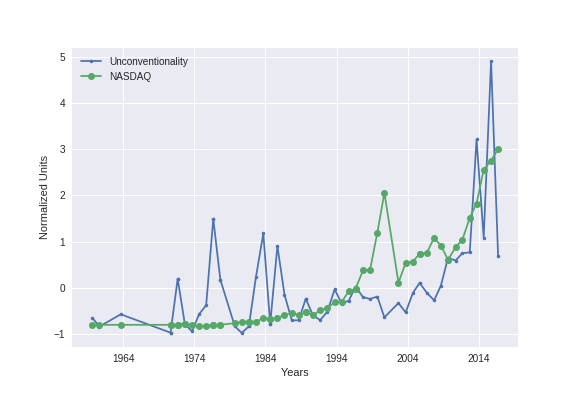 Unconventionality
NASDAQ
5
4
3
2
1
0
−1
Normalized Units
1964 1974 1984 1994 2004 2014
Years